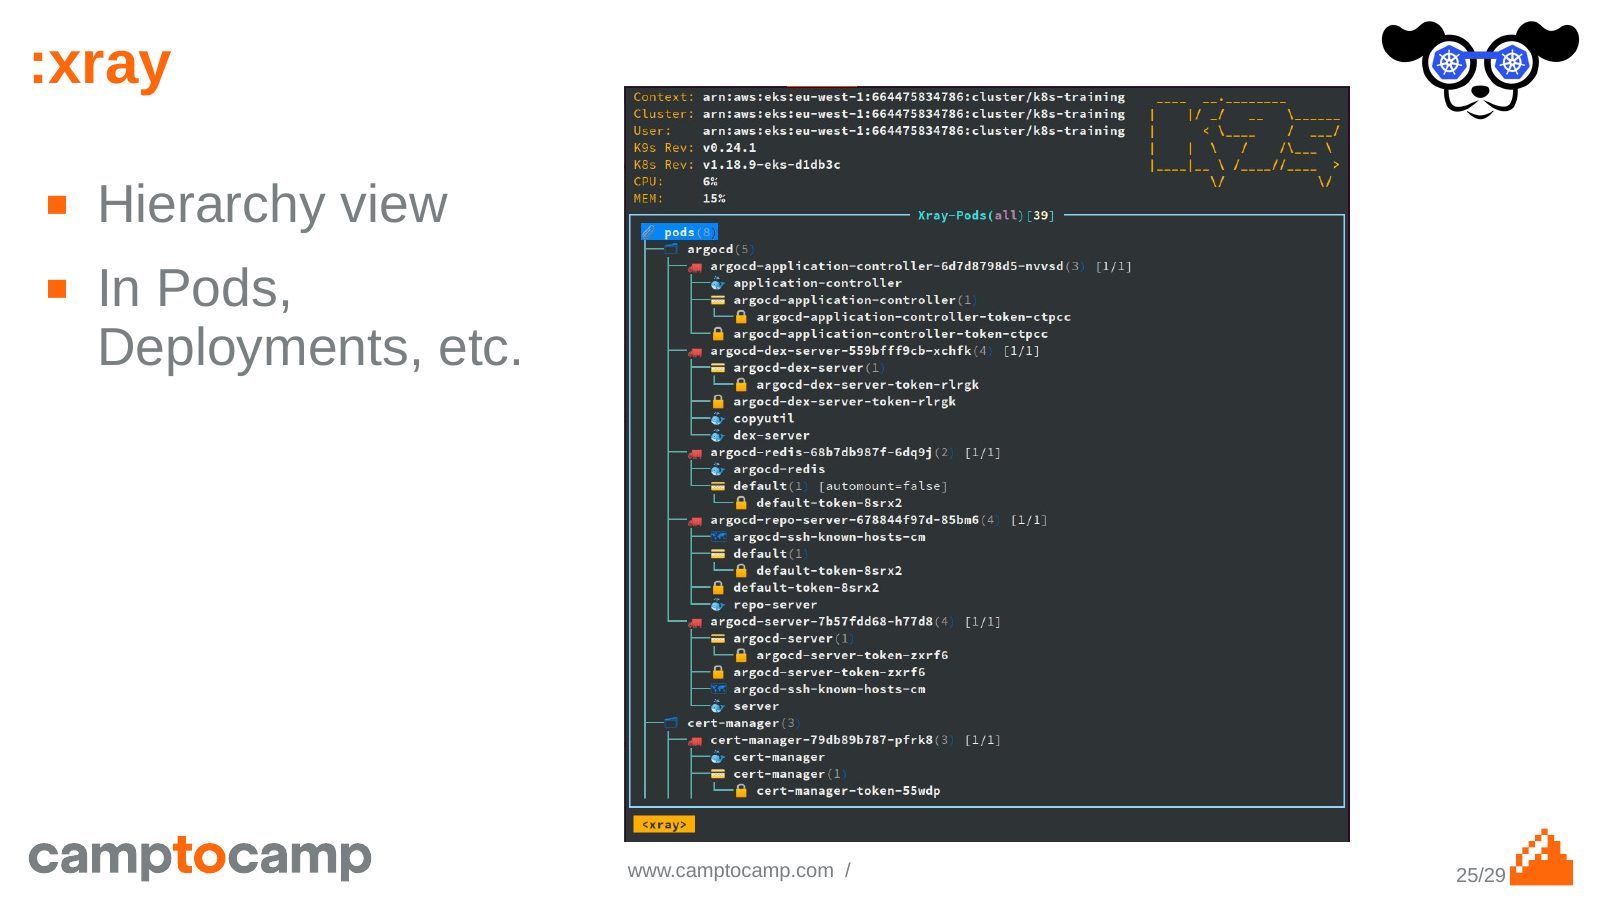 :xray
Hierarchy view
In Pods,
Deployments, etc.
Context: arn:aws:eks:eu-west-1:664475834786:cluster/k8s-training
Cluster: arn:aws:eks:eu-west-1:664475834786:cluster/k8s-training
User: arn:aws:eks:eu-west-1:664475834786:cluster/k8s-training
K9s Rev: v0.24.1
K8s Rev: v1.18.9-eks-d1db3c
CPU: 6%
MEM: 15%
Xray-Pods(all)[39]
pods(8)
argocd(5)
argocd-application-controller-6d7d8798d5-nvvsd(3) [1/1]
application-controller
argocd-application-controller(1)
argocd-application-controller-token-ctpcc
argocd-application-controller-token-ctpcc
argocd-dex-server-559bfff9cb-xchfk(4) [1/1]
argocd-dex-server(1)
argocd-dex-server-token-rlrgk
argocd-dex-server-token-rlrgk
copyutil
dex-server
argocd-redis-68b7db987f-6dq9j(2) [1/1]
argocd-redis
default(1) [automount=false]
default-token-8srx2
argocd-repo-server-678844f97d-85bm6(4) [1/1]
argocd-ssh-known-hosts-cm
default(1)
default-token-8srx2
default-token-8srx2
repo-server
argocd-server-7b57fdd68-h77d8(4) [1/1]
argocd-server(1)
argocd-server-token-zxrf6
argocd-server-token-zxrf6
argocd-ssh-known-hosts-cm
server
cert-manager(3)
cert-manager-79db89b787-pfrk8(3) [1/1]
cert-manager
cert-manager(1)
cert-manager-token-55wdp
<xray>
camptocamp
www.camptocamp.com /
25/29